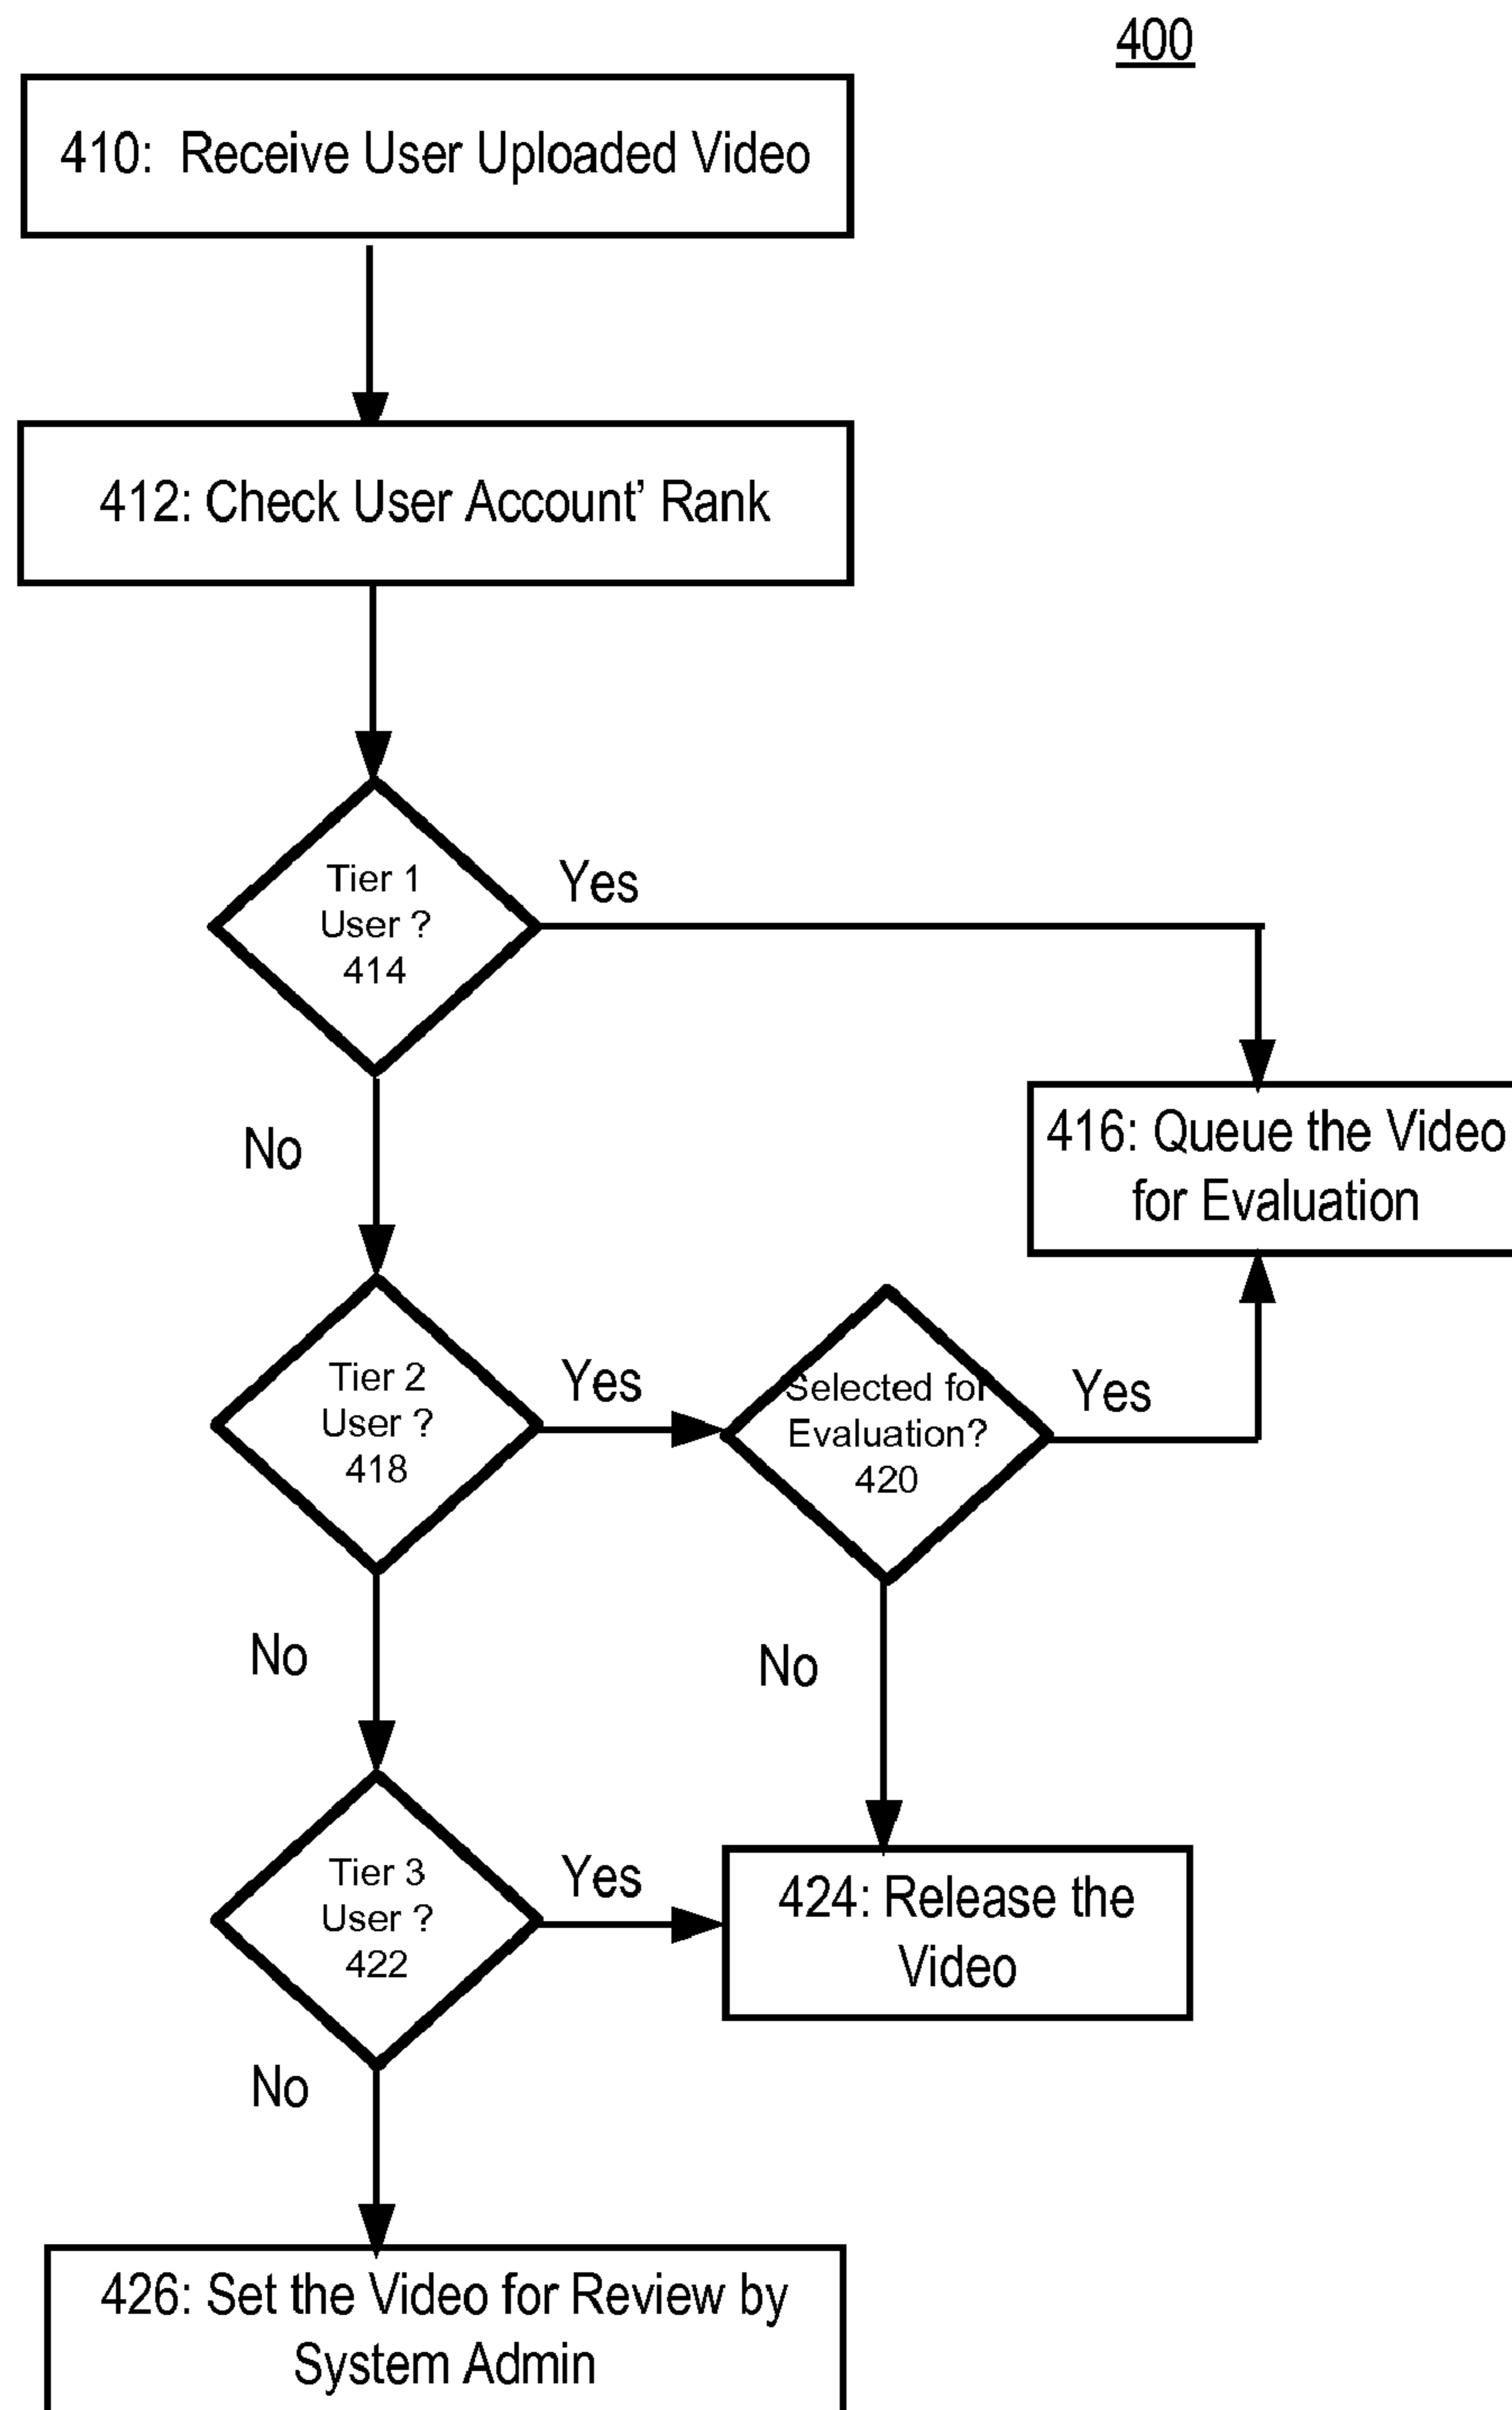 400
410: Receive User Uploaded Video
412: Check User Account’ Rank
Tier 1
User ?
414
Yes
No
416: Queue the Video
for Evaluation
Tier 2
User ?
418
Yes
Selected for
Evaluation?
420
Yes
No
No
Tier 3
User ?
422
Yes
424: Release the
Video
No
426: Set the Video for Review by
System Admin